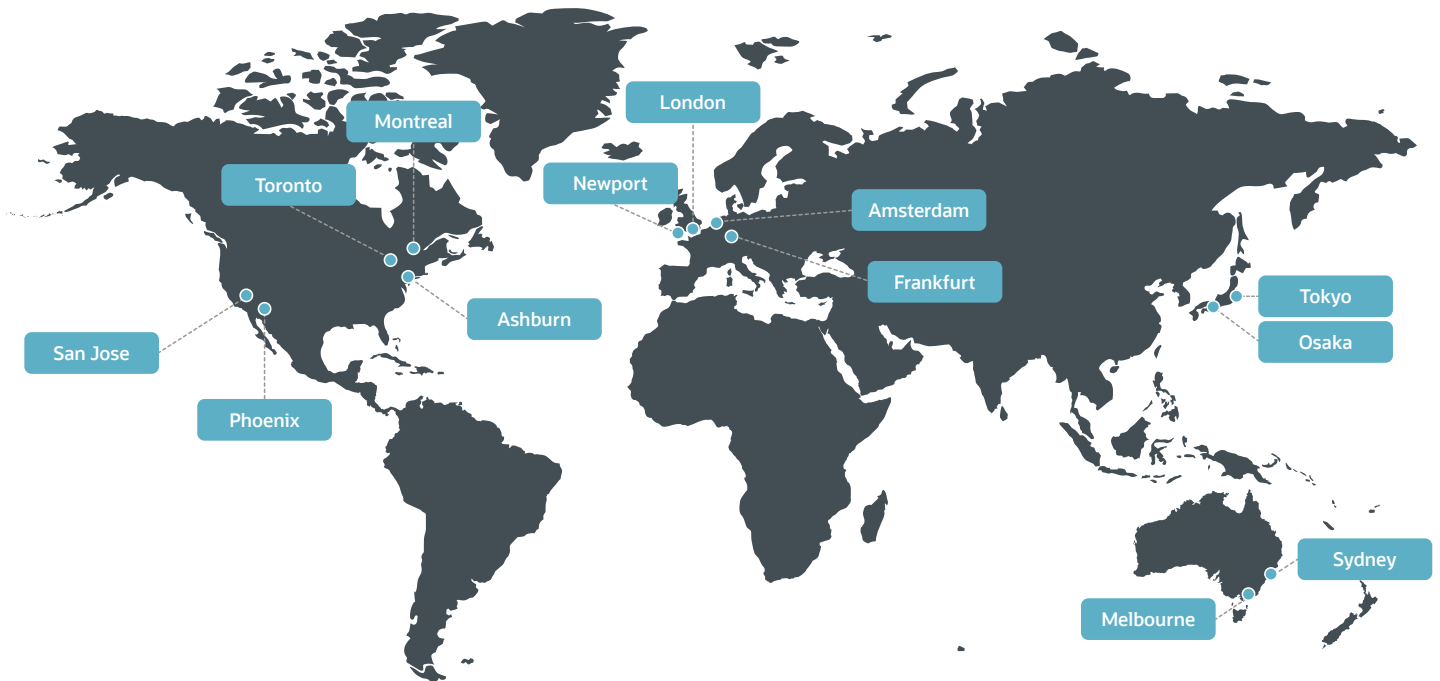 London
Montreal
Newport
Toronto
Amsterdam
Frankfurt
Tokyo
Ashburn
Osaka
San Jose
Phoenix
Sydney
Melbourne